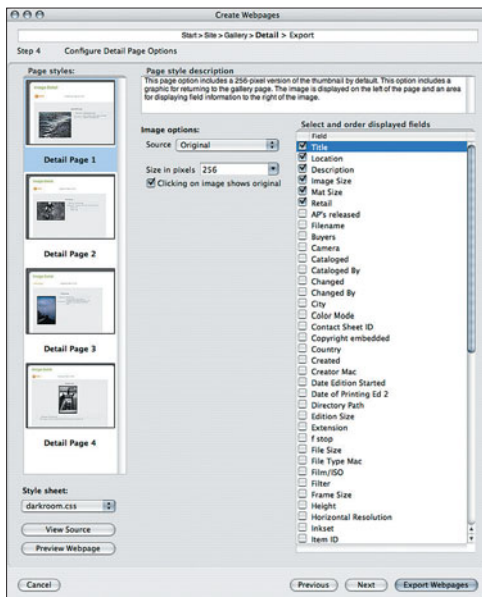 Create Webpages
Start > Site > Gallery > Detail > Export
Step 4 Configure Detail Page Options
Page styles:
Detail Page 1
Detail Page 2
Detail Page 3
Detail Page 4
Style sheet:
darkroom.css
View Source
Preview Webpage
Page style description
This page option includes a 256-pixel version of the thumbnail by default. This option includes a
graphic for returning to the gallery page. The image is displayed on the left of the page and an area
for displaying field information to the right of the image.
Image options:
Source Original
Size in pixels 256
Clicking on image shows original
Select and order displayed fields
Field
Title
Location
Description
Image Size
Mat Size
Retail
AP's released
Filename
Buyers
Camera
Cataloged
Cataloged By
Changed
Changed By
City
Color Mode
Contact Sheet ID
Copyright embedded
Country
Created
Creator Mac
Date Edition Started
Date of Printing Ed 2
Directory Path
Edition Size
Extension
f stop
File Size
File Type Mac
Film/ISO
Filter
Frame Size
Height
Horizontal Resolution
Inkset
Item ID
Cancel
Previous
Next
Export Webpages